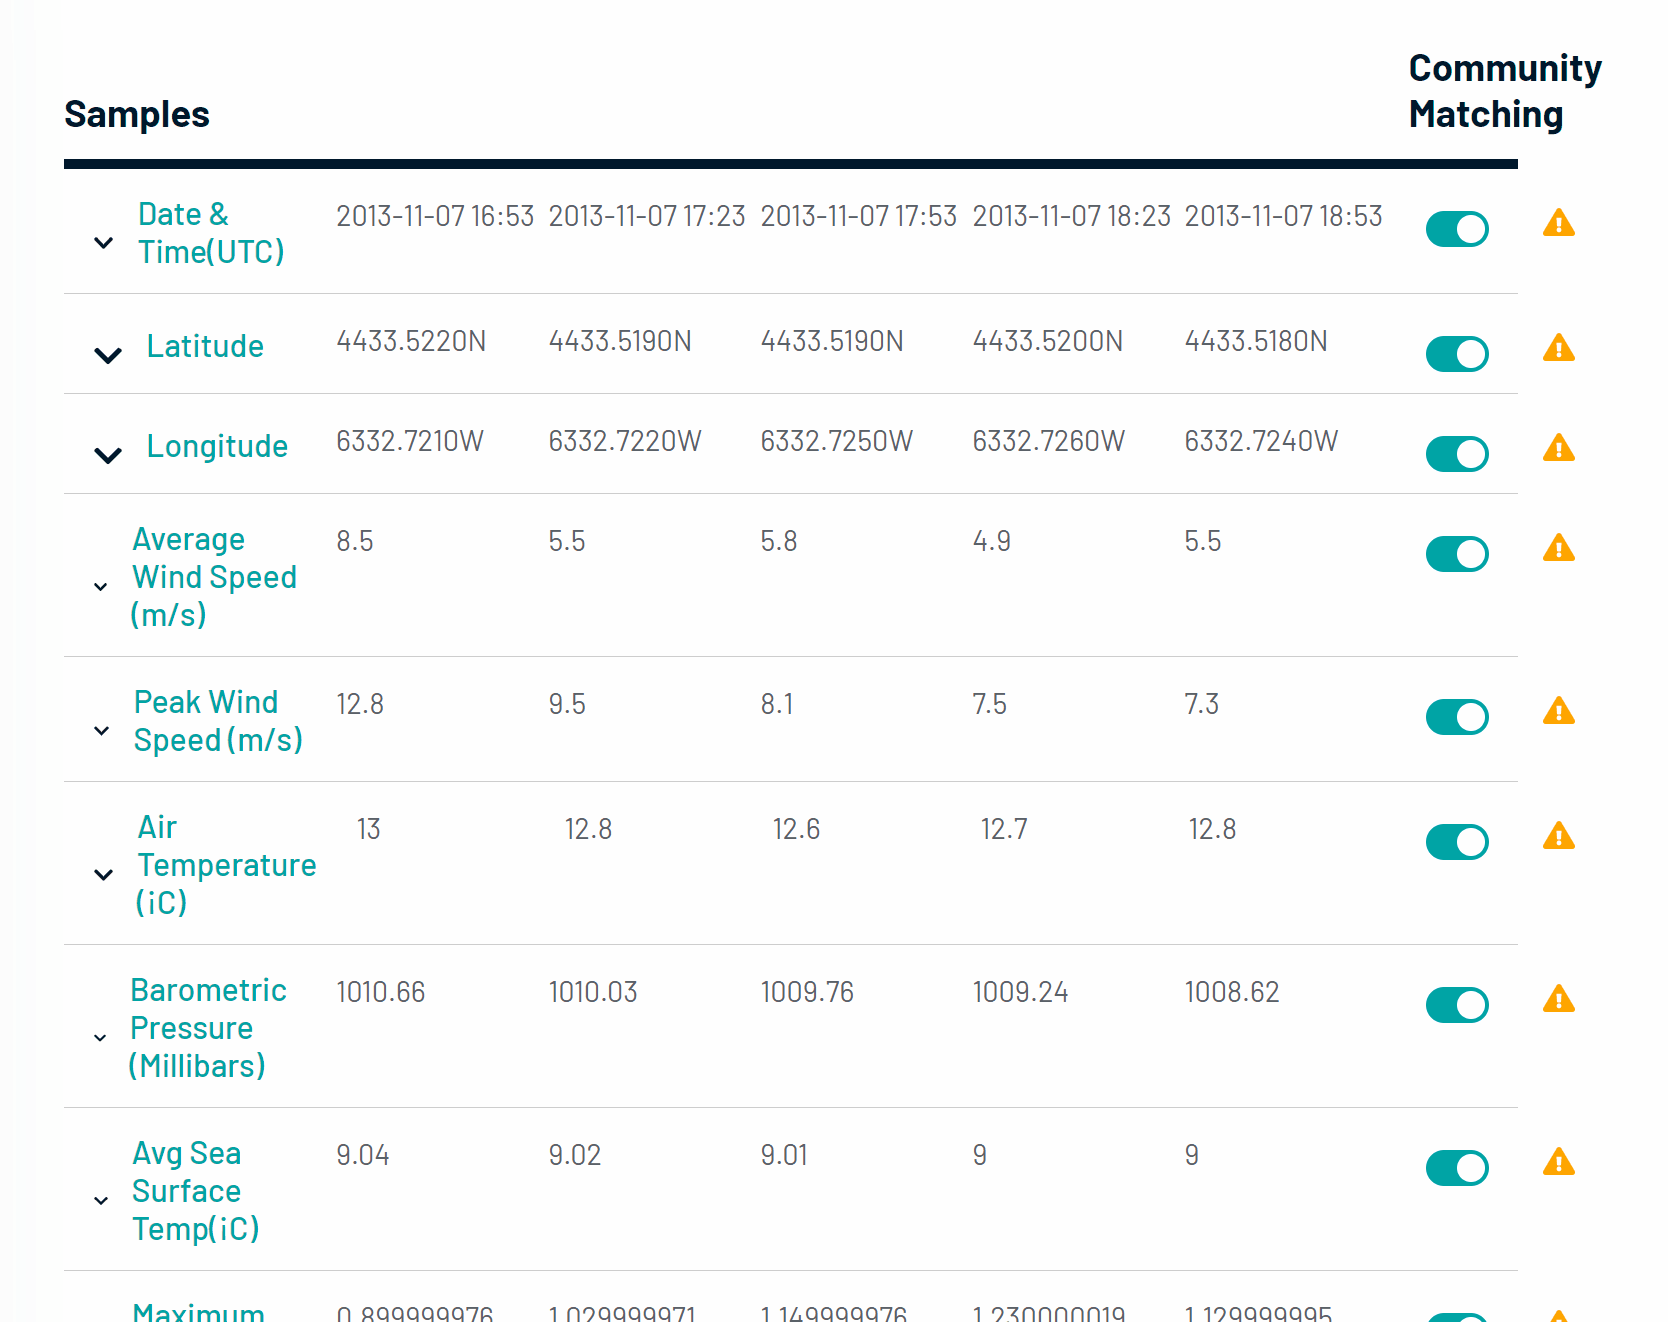 Samples
Community
Matching
Date &
Time(UTC)
2013-11-07 16:53 2013-11-07 17:23 2013-11-07 17:53 2013-11-07 18:23 2013-11-07 18:53
Latitude
4433.5220N 4433.5190N 4433.5190N 4433.5200N 4433.5180N
Longitude
6332.7210W 6332.7220W 6332.7250W 6332.7260W 6332.7240W
Average
Wind Speed
(m/s)
8.5 5.5 5.8 4.9 5.5
Peak Wind
Speed (m/s)
12.8 9.5 8.1 7.5 7.3
Air
Temperature
(¡C)
13 12.8 12.6 12.7 12.8
Barometric
Pressure
(Millibars)
1010.66 1010.03 1009.76 1009.24 1008.62
Avg Sea
Surface
Temp(¡C)
9.04 9.02 9.01 9 9
Maximum
0.899999976 1.029999971 1.149999976 1.230000019 1.129999995